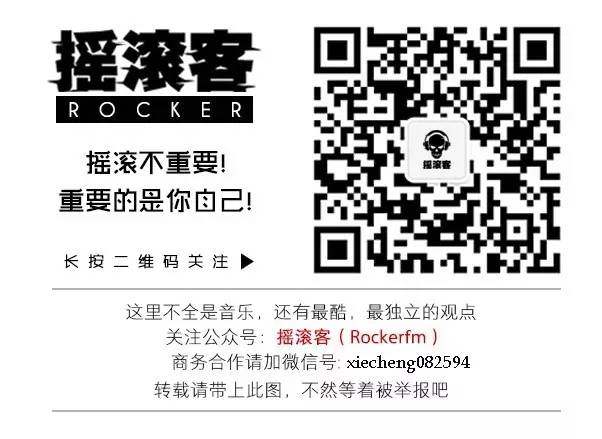 摇滚客
ROCKER
摇滚不重要!
重要的是你自己!
长按二维码关注▶
摇滚客
这里不全是音乐，还有最酷，最独立的观点
关注公众号：摇滚客（Rockerfm）
商务合作请加微信号: xiecheng082594
转载请带上此图，不然等着被举报吧